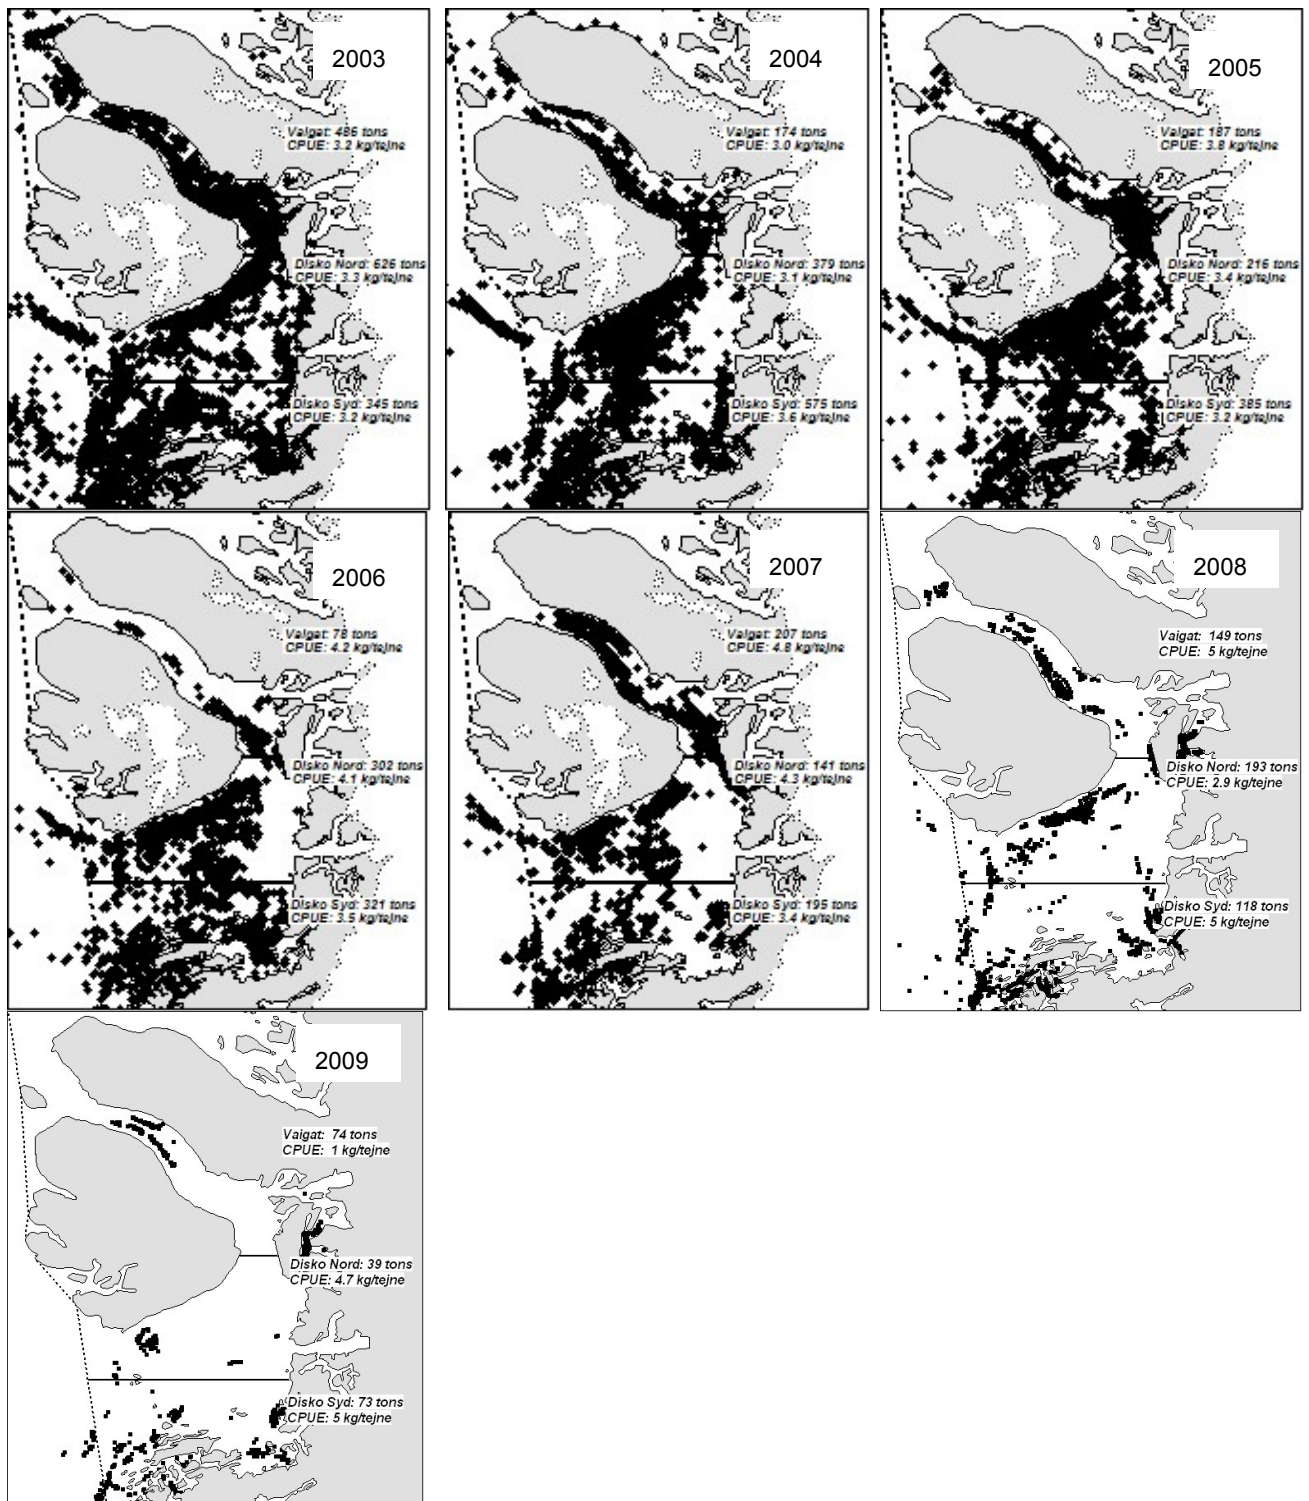 2003
Vaigat: 486 tons
CPUE: 3.2 kg/tejne
Disko Nord: 626 tons
CPUE: 3.3 kg/tejne
Disko Syd: 345 tons
CPUE: 3.2 kg/tejne
2004
Vaigat: 174 tons
CPUE: 3.0 kg/tejne
Disko Nord: 379 tons
CPUE: 3.1 kg/tejne
Disko Syd: 575 tons
CPUE: 3.6 kg/tejne
2005
Vaigat: 187 tons
CPUE: 3.8 kg/tejne
Disko Nord: 216 tons
CPUE: 3.4 kg/tejne
Disko Syd: 385 tons
CPUE: 3.2 kg/tejne
2006
Vaigat: 78 tons
CPUE: 4.2 kg/tejne
Disko Nord: 302 tons
CPUE: 4.1 kg/tejne
Disko Syd: 321 tons
CPUE: 3.5 kg/tejne
2007
Vaigat: 207 tons
CPUE: 4.8 kg/tejne
Disko Nord: 141 tons
CPUE: 4.3 kg/tejne
Disko Syd: 195 tons
CPUE: 3.4 kg/tejne
2008
Vaigat: 149 tons
CPUE: 5 kg/tejne
Disko Nord: 193 tons
CPUE: 2.9 kg/tejne
Disko Syd: 118 tons
CPUE: 5 kg/tejne
2009
Vaigat: 74 tons
CPUE: 1 kg/tejne
Disko Nord: 39 tons
CPUE: 4.7 kg/tejne
Disko Syd: 73 tons
CPUE: 5 kg/tejne